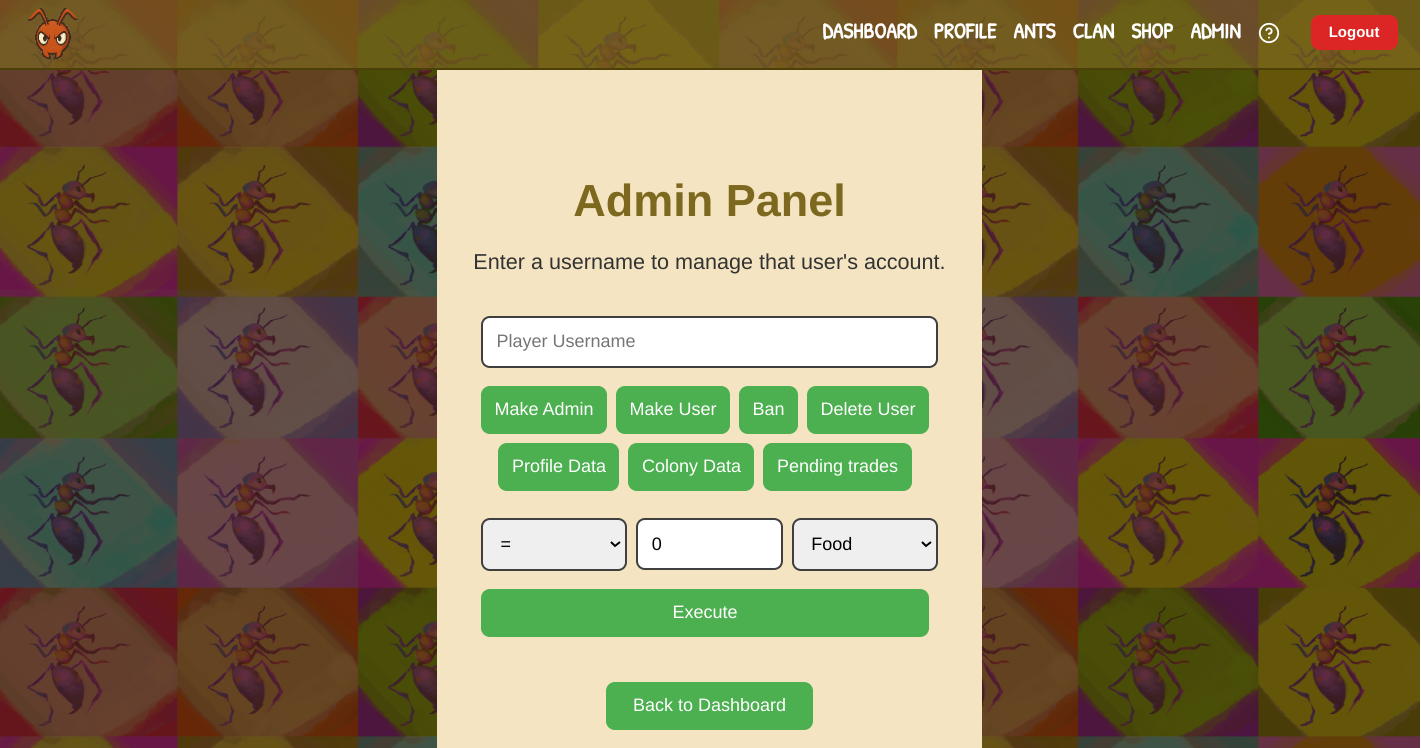 DASHBOARD PROFILE ANTS CLAN SHOP ADMIN ? Logout
Admin Panel
Enter a username to manage that user's account.
Player Username
Make Admin Make User Ban Delete User
Profile Data Colony Data Pending trades
= 0 Food
Execute
Back to Dashboard